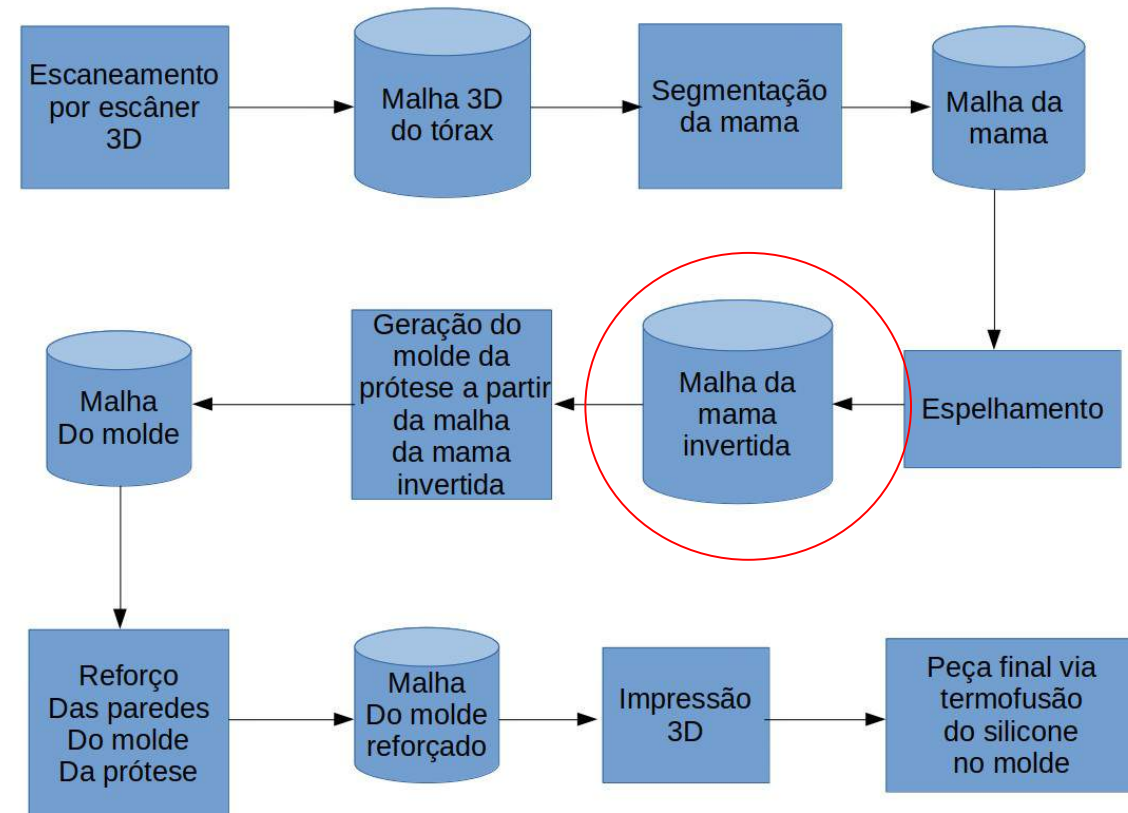 Escaneamento
por escâner
3D
Malha 3D
do tórax
Segmentação
da mama
Malha da
mama
Espelhamento
Malha da
mama
invertida
Geração do
molde da
prótese a partir
da malha
da mama
invertida
Malha
Do molde
Reforço
Das paredes
Do molde
Da prótese
Malha
Do molde
reforçado
Impressão
3D
Peça final via
termofusão
do silicone
no molde